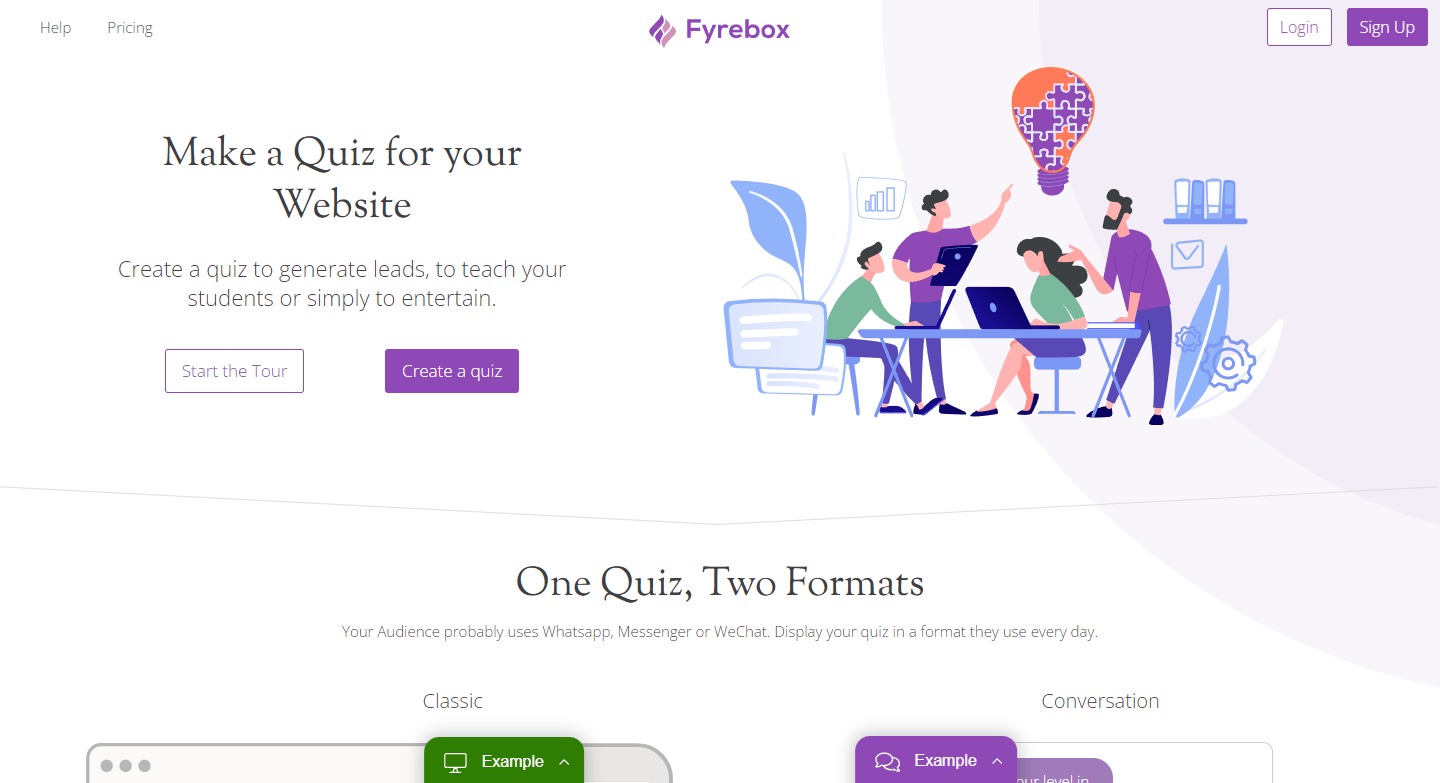 Help
Pricing
Fyrebox
Login
Sign Up
Make a Quiz for your
Website
Create a quiz to generate leads, to teach your
students or simply to entertain.
Start the Tour
Create a quiz
One Quiz, Two Formats
Your Audience probably uses Whatsapp, Messenger or WeChat. Display your quiz in a format they use every day.
Classic
Conversation
Example
Example
our level in